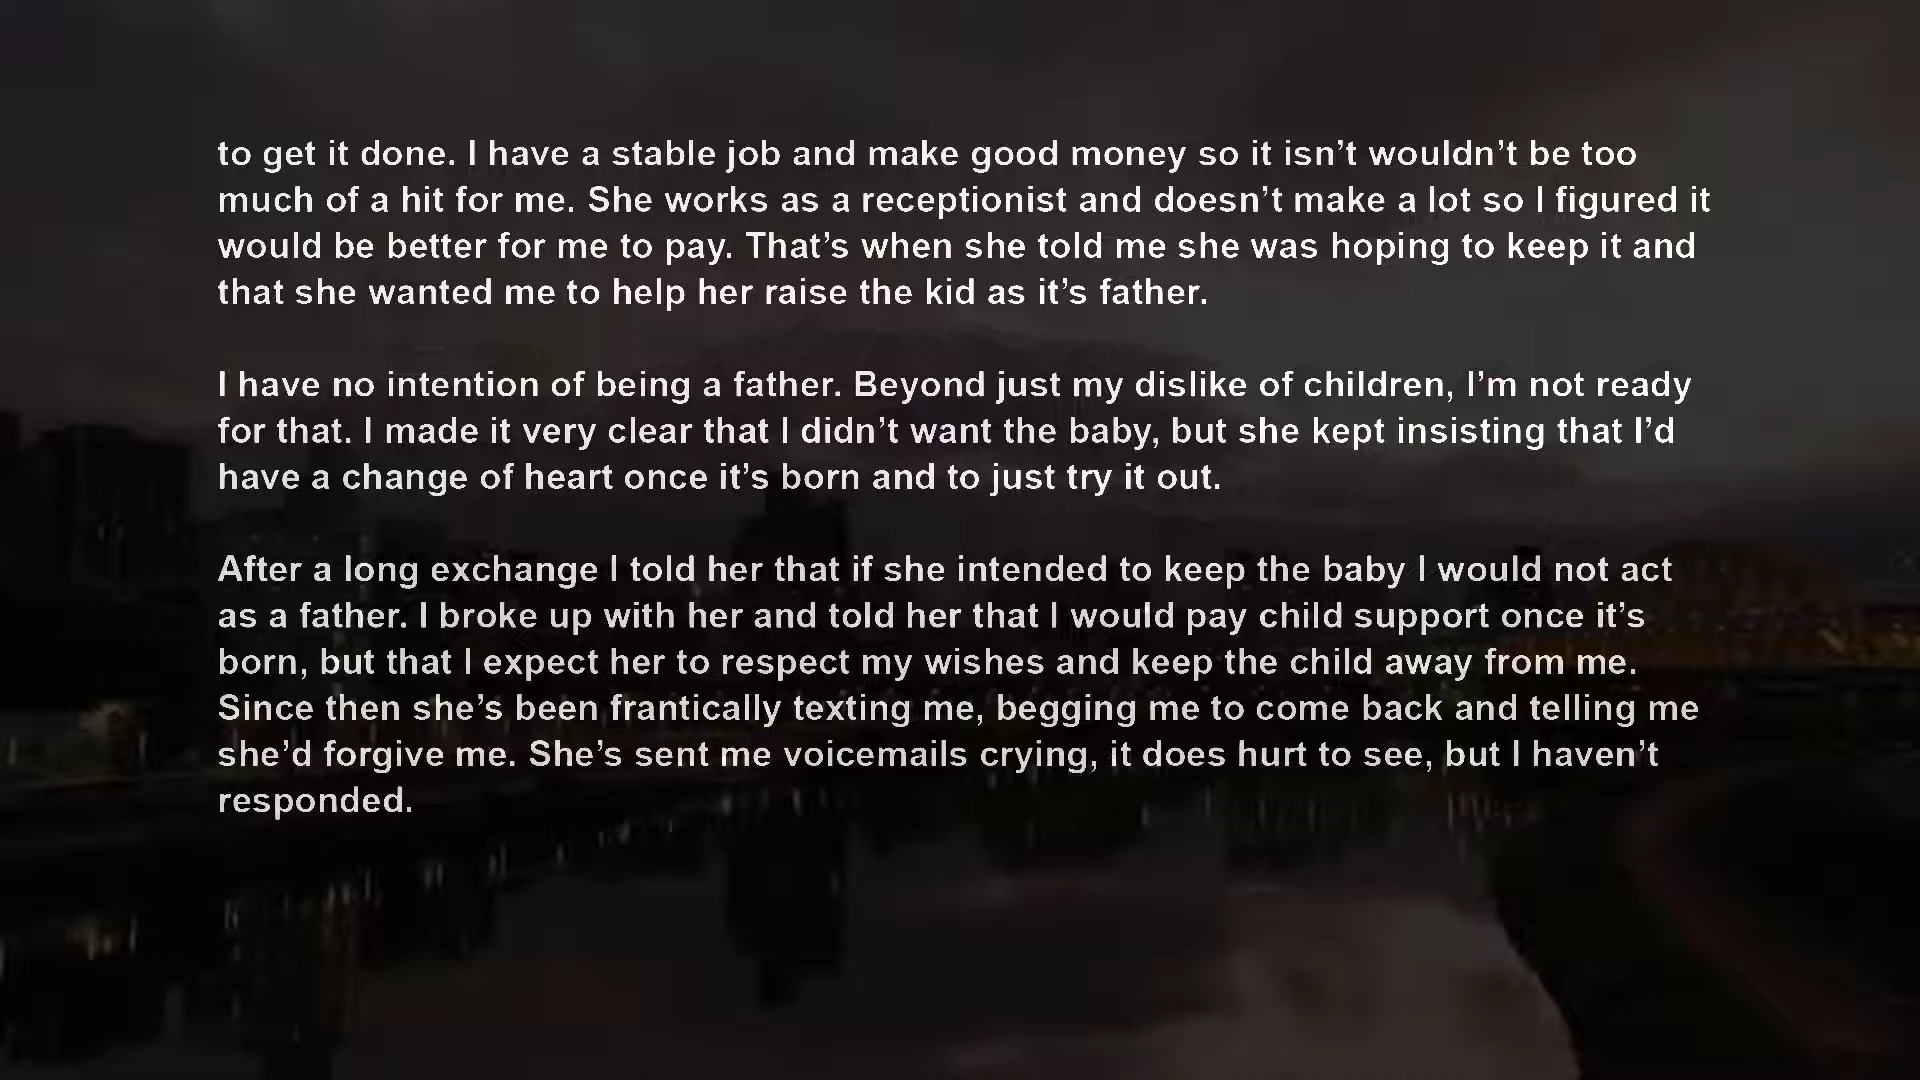 to get it done. I have a stable job and make good money so it isn’t wouldn’t be too
much of a hit for me. She works as a receptionist and doesn’t make a lot so I figured it
would be better for me to pay. That’s when she told me she was hoping to keep it and
that she wanted me to help her raise the kid as it’s father.
I have no intention of being a father. Beyond just my dislike of children, I’m not ready
for that. I made it very clear that I didn’t want the baby, but she kept insisting that I’d
have a change of heart once it’s born and to just try it out.
After a long exchange I told her that if she intended to keep the baby I would not act
as a father. I broke up with her and told her that I would pay child support once it’s
born, but that I expect her to respect my wishes and keep the child away from me.
Since then she’s been frantically texting me, begging me to come back and telling me
she’d forgive me. She’s sent me voicemails crying, it does hurt to see, but I haven’t
responded.